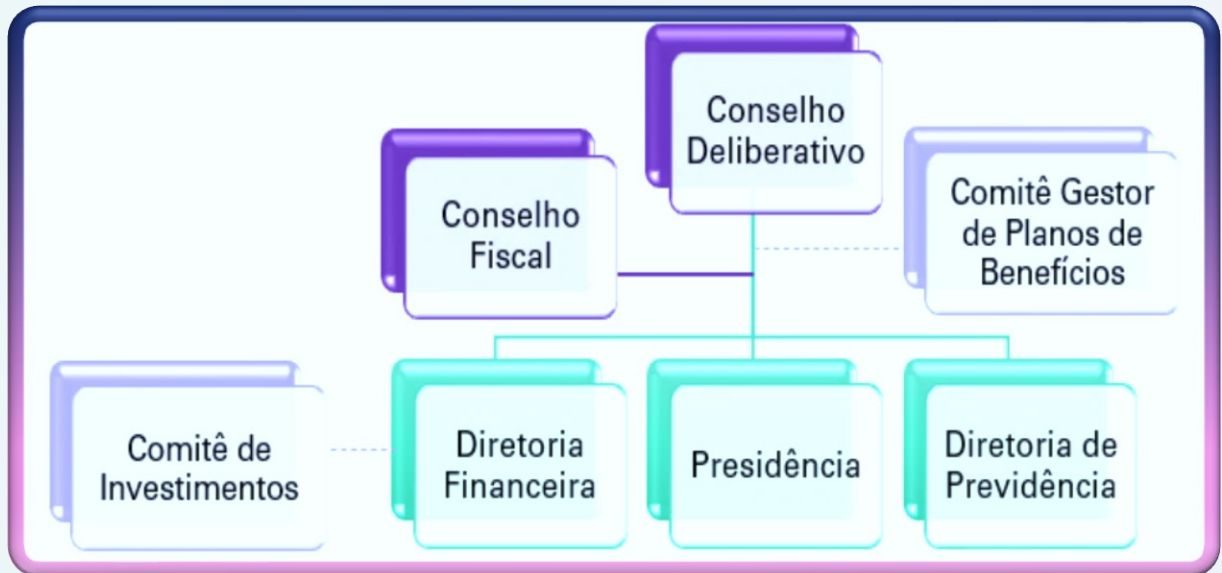 Conselho
Deliberativo
Conselho
Fiscal
Comitê Gestor
de Planos de
Benefícios
Comitê de
Investimentos
Diretoria
Financeira
Presidência
Diretoria de
Previdência